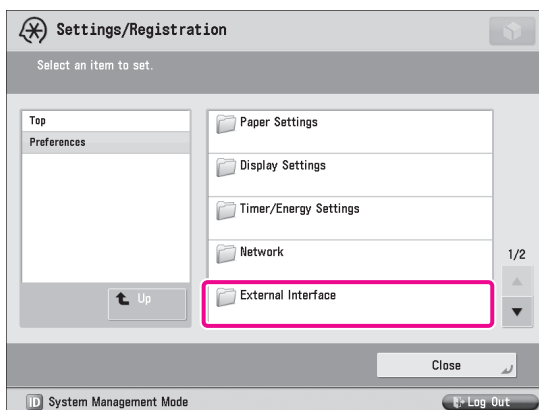 Settings/Registration
Select an item to set.
Top
Preferences
Up
Paper Settings
Display Settings
Timer/Energy Settings
Network
External Interface
1/2
Close
ID System Management Mode
Log Out